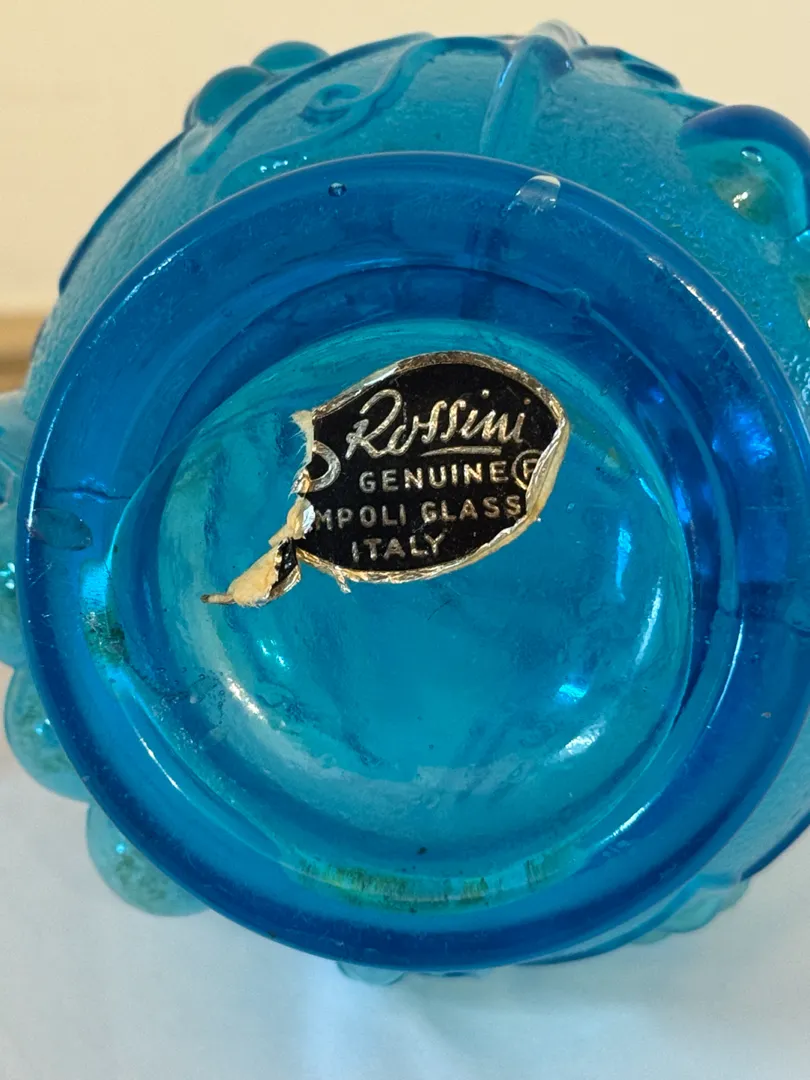 Rossini
GENUINE ®
MPOLI GLASS
ITALY